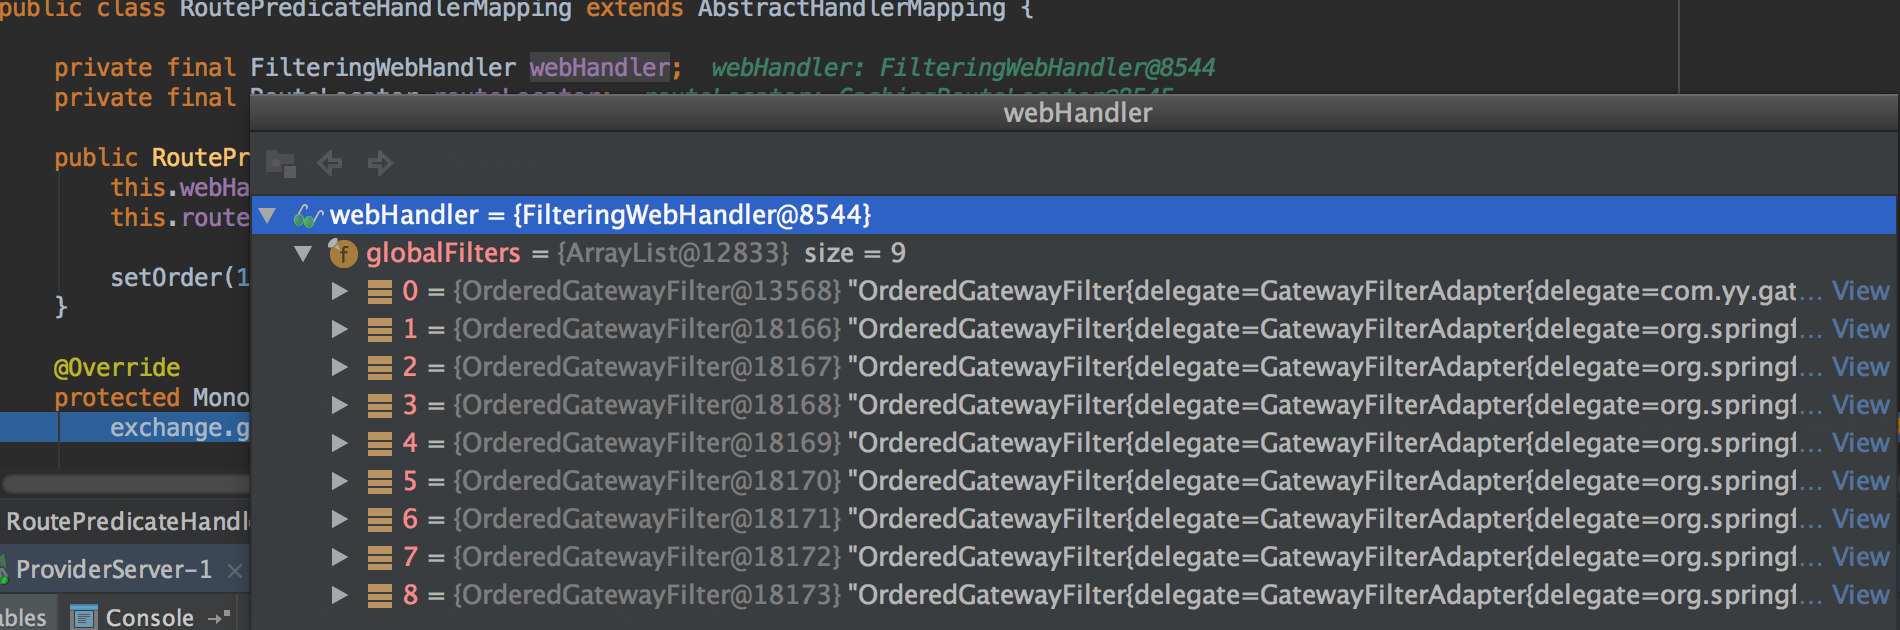 public class RoutePredicateHandlerMapping extends AbstractHandlerMapping {
private final FilteringWebHandler webHandler; webHandler: FilteringWebHandler@8544
private final RouteLocator routeLocator; routeLocator: CachingRouteLocator@8545
webHandler
public RoutePr
this.webHa
this.route
setOrder(1
}
@Override
protected Mono
exchange.g
webHandler = {FilteringWebHandler@8544}
globalFilters = {ArrayList@12833} size = 9
0 = {OrderedGatewayFilter@13568} "OrderedGatewayFilter{delegate=GatewayFilterAdapter{delegate=com.yy.gat... View
1 = {OrderedGatewayFilter@18166} "OrderedGatewayFilter{delegate=GatewayFilterAdapter{delegate=org.springf... View
2 = {OrderedGatewayFilter@18167} "OrderedGatewayFilter{delegate=GatewayFilterAdapter{delegate=org.springf... View
3 = {OrderedGatewayFilter@18168} "OrderedGatewayFilter{delegate=GatewayFilterAdapter{delegate=org.springf... View
4 = {OrderedGatewayFilter@18169} "OrderedGatewayFilter{delegate=GatewayFilterAdapter{delegate=org.springf... View
5 = {OrderedGatewayFilter@18170} "OrderedGatewayFilter{delegate=GatewayFilterAdapter{delegate=org.springf... View
6 = {OrderedGatewayFilter@18171} "OrderedGatewayFilter{delegate=GatewayFilterAdapter{delegate=org.springf... View
7 = {OrderedGatewayFilter@18172} "OrderedGatewayFilter{delegate=GatewayFilterAdapter{delegate=org.springf... View
8 = {OrderedGatewayFilter@18173} "OrderedGatewayFilter{delegate=GatewayFilterAdapter{delegate=org.springf... View
RoutePredicateHandl
ProviderServer-1
ables Console